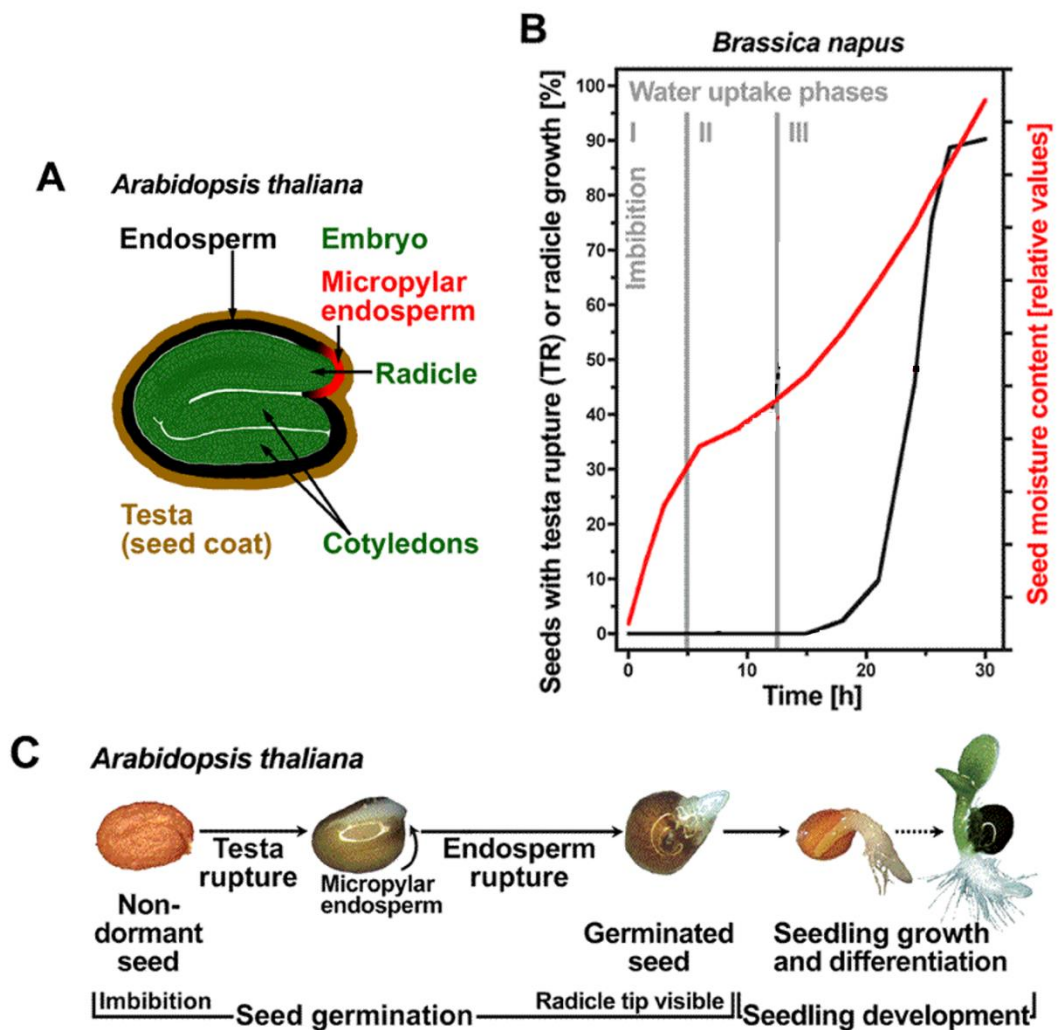 A
Arabidopsis thaliana
Endosperm
Embryo
Micropylar
endosperm
Radicle
Testa
(seed coat)
Cotyledons
B
Brassica napus
Seeds with testa rupture (TR) or radicle growth [%]
100
90
80
70
60
50
40
30
20
10
0
Water uptake phases
I
II
III
Imbibition
0
10
20
30
Time [h]
Seed moisture content [relative values]
C
Arabidopsis thaliana
Testa
rupture
Micropylar
endosperm
Endosperm
rupture
Non-
dormant
seed
Germinated
seed
Seedling growth
and differentiation
Imbibition
Seed germination
Radicle tip visible
Seedling development